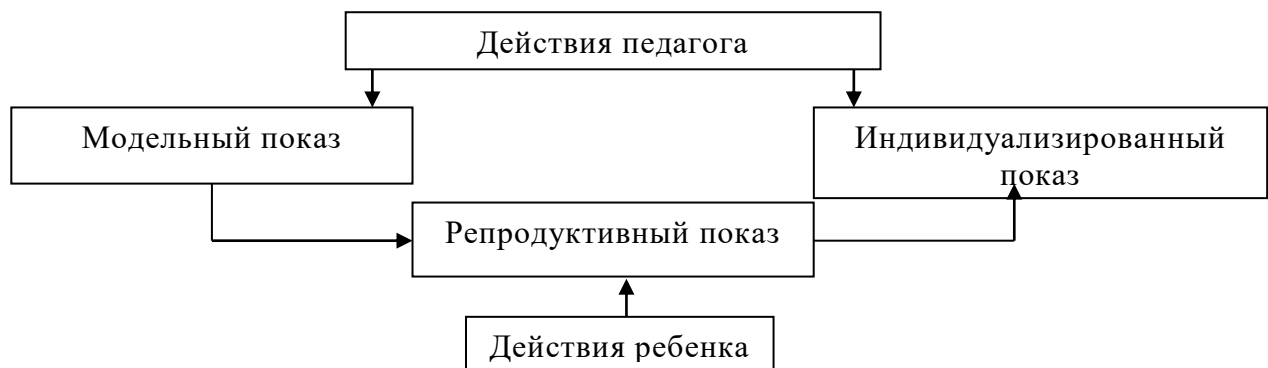 Действия педагога
Модельный показ
Индивидуализированный
показ
Репродуктивный показ
Действия ребенка